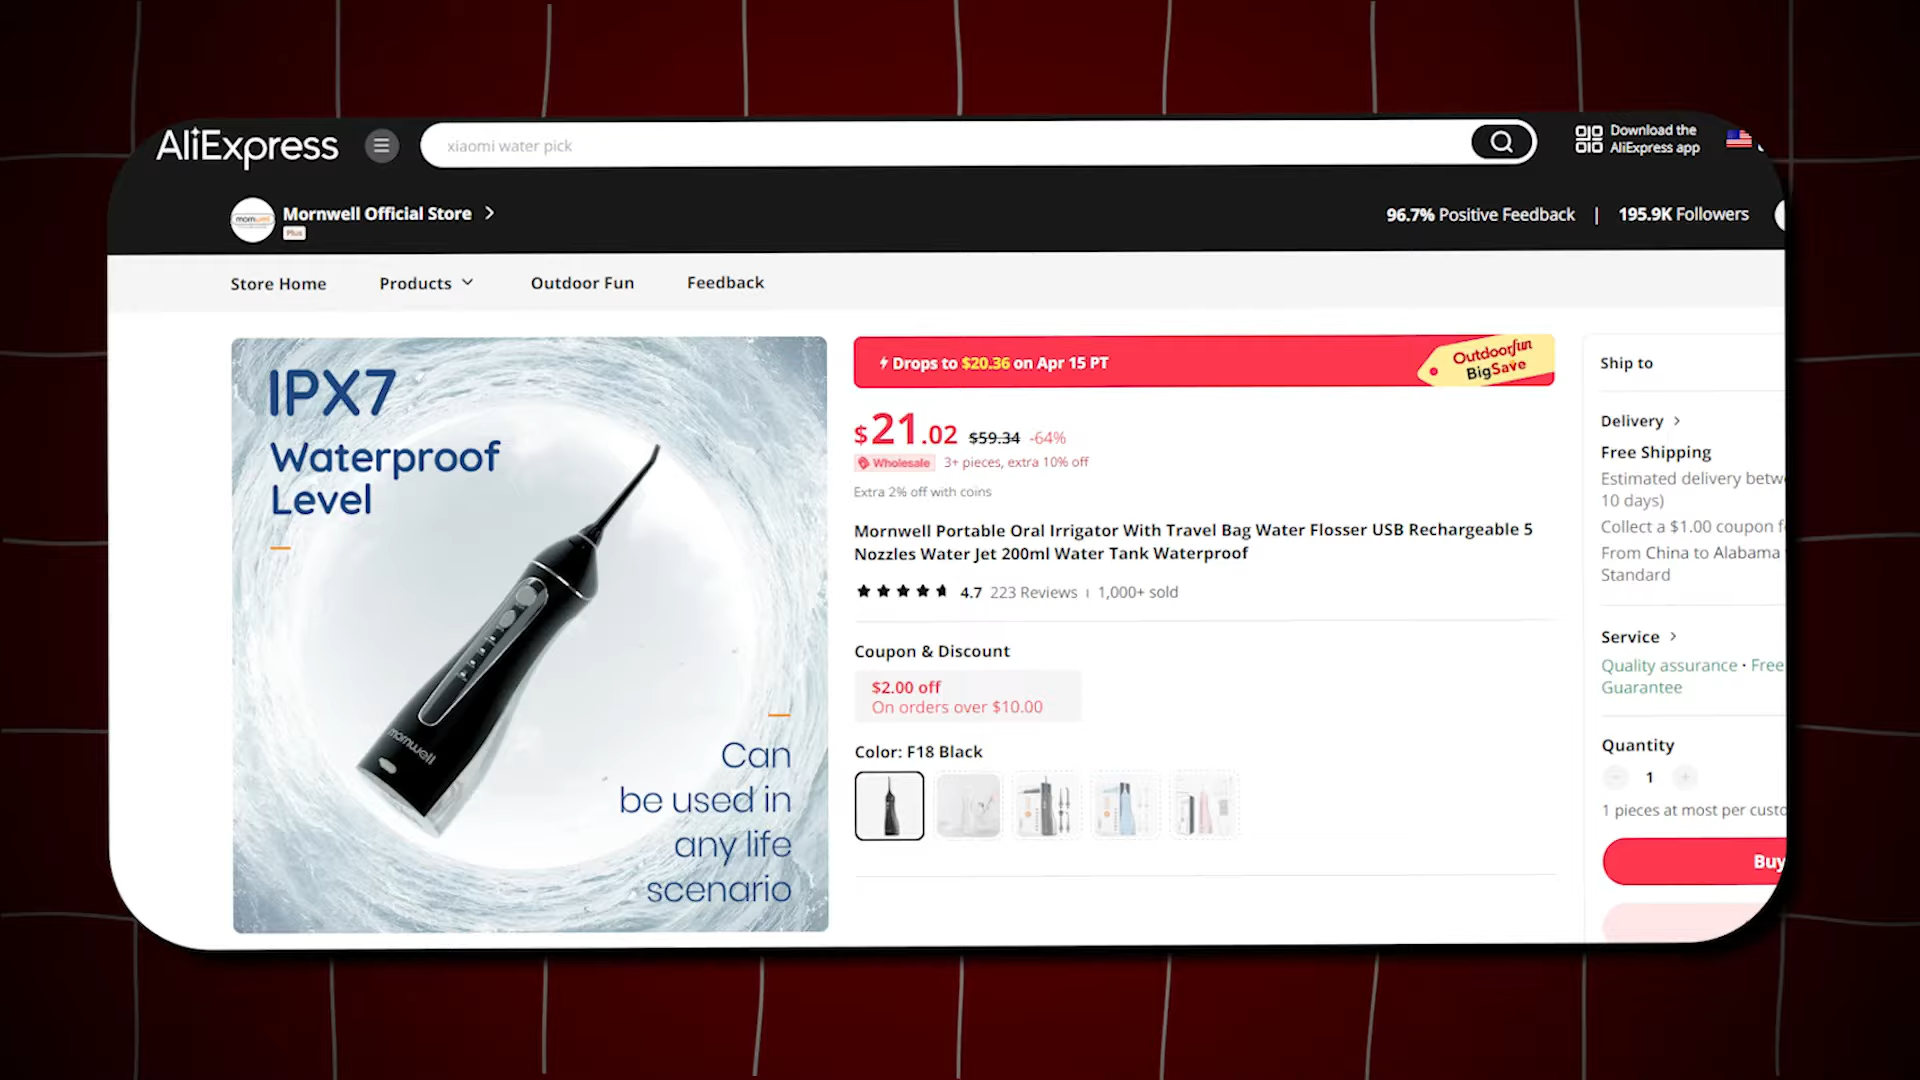 AliExpress
xiaomi water pick
Download the
AliExpress app
mornwell
Mornwell Official Store
Plus
96.7% Positive Feedback | 195.9K Followers
Store Home
Products
Outdoor Fun
Feedback
IPX7
Waterproof
Level
mornwell
Can
be used in
any life
scenario
Drops to $20.36 on Apr 15 PT
Outdoorfun
BigSave
$21.02 $59.34 -64%
Wholesale 3+ pieces, extra 10% off
Extra 2% off with coins
Mornwell Portable Oral Irrigator With Travel Bag Water Flosser USB Rechargeable 5
Nozzles Water Jet 200ml Water Tank Waterproof
4.7 223 Reviews | 1,000+ sold
Coupon & Discount
$2.00 off
On orders over $10.00
Color: F18 Black
Ship to
Delivery
Free Shipping
Estimated delivery betw
10 days)
Collect a $1.00 coupon f
From China to Alabama
Standard
Service
Quality assurance · Free
Guarantee
Quantity
1
1 pieces at most per custo
Buy